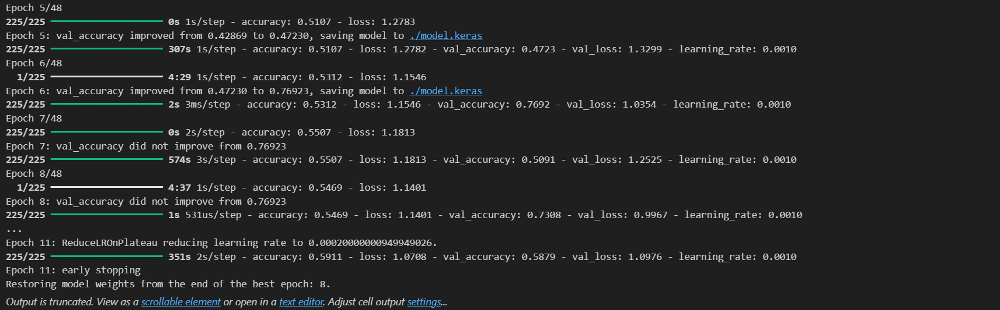 Epoch 5/48
225/225 ━━━━━━━━━━━━━━━━━━━━ 0s 1s/step - accuracy: 0.5107 - loss: 1.2783
Epoch 5: val_accuracy improved from 0.42869 to 0.47230, saving model to ./model.keras
225/225 ━━━━━━━━━━━━━━━━━━━━ 307s 1s/step - accuracy: 0.5107 - loss: 1.2782 - val_accuracy: 0.4723 - val_loss: 1.3299 - learning_rate: 0.0010
Epoch 6/48
1/225 ━━━━━━━━━━━━━━━━━━━━ 4:29 1s/step - accuracy: 0.5312 - loss: 1.1546
Epoch 6: val_accuracy improved from 0.47230 to 0.76923, saving model to ./model.keras
225/225 ━━━━━━━━━━━━━━━━━━━━ 2s 3ms/step - accuracy: 0.5312 - loss: 1.1546 - val_accuracy: 0.7692 - val_loss: 1.0354 - learning_rate: 0.0010
Epoch 7/48
225/225 ━━━━━━━━━━━━━━━━━━━━ 0s 2s/step - accuracy: 0.5507 - loss: 1.1813
Epoch 7: val_accuracy did not improve from 0.76923
225/225 ━━━━━━━━━━━━━━━━━━━━ 574s 3s/step - accuracy: 0.5507 - loss: 1.1813 - val_accuracy: 0.5091 - val_loss: 1.2525 - learning_rate: 0.0010
Epoch 8/48
1/225 ━━━━━━━━━━━━━━━━━━━━ 4:37 1s/step - accuracy: 0.5469 - loss: 1.1401
Epoch 8: val_accuracy did not improve from 0.76923
225/225 ━━━━━━━━━━━━━━━━━━━━ 1s 531us/step - accuracy: 0.5469 - loss: 1.1401 - val_accuracy: 0.7308 - val_loss: 0.9967 - learning_rate: 0.0010
...
Epoch 11: ReduceLROnPlateau reducing learning rate to 0.00020000000949949026.
225/225 ━━━━━━━━━━━━━━━━━━━━ 351s 2s/step - accuracy: 0.5911 - loss: 1.0708 - val_accuracy: 0.5879 - val_loss: 1.0976 - learning_rate: 0.0010
Epoch 11: early stopping
Restoring model weights from the end of the best epoch: 8.
Output is truncated. View as a scrollable element or open in a text editor. Adjust cell output settings...